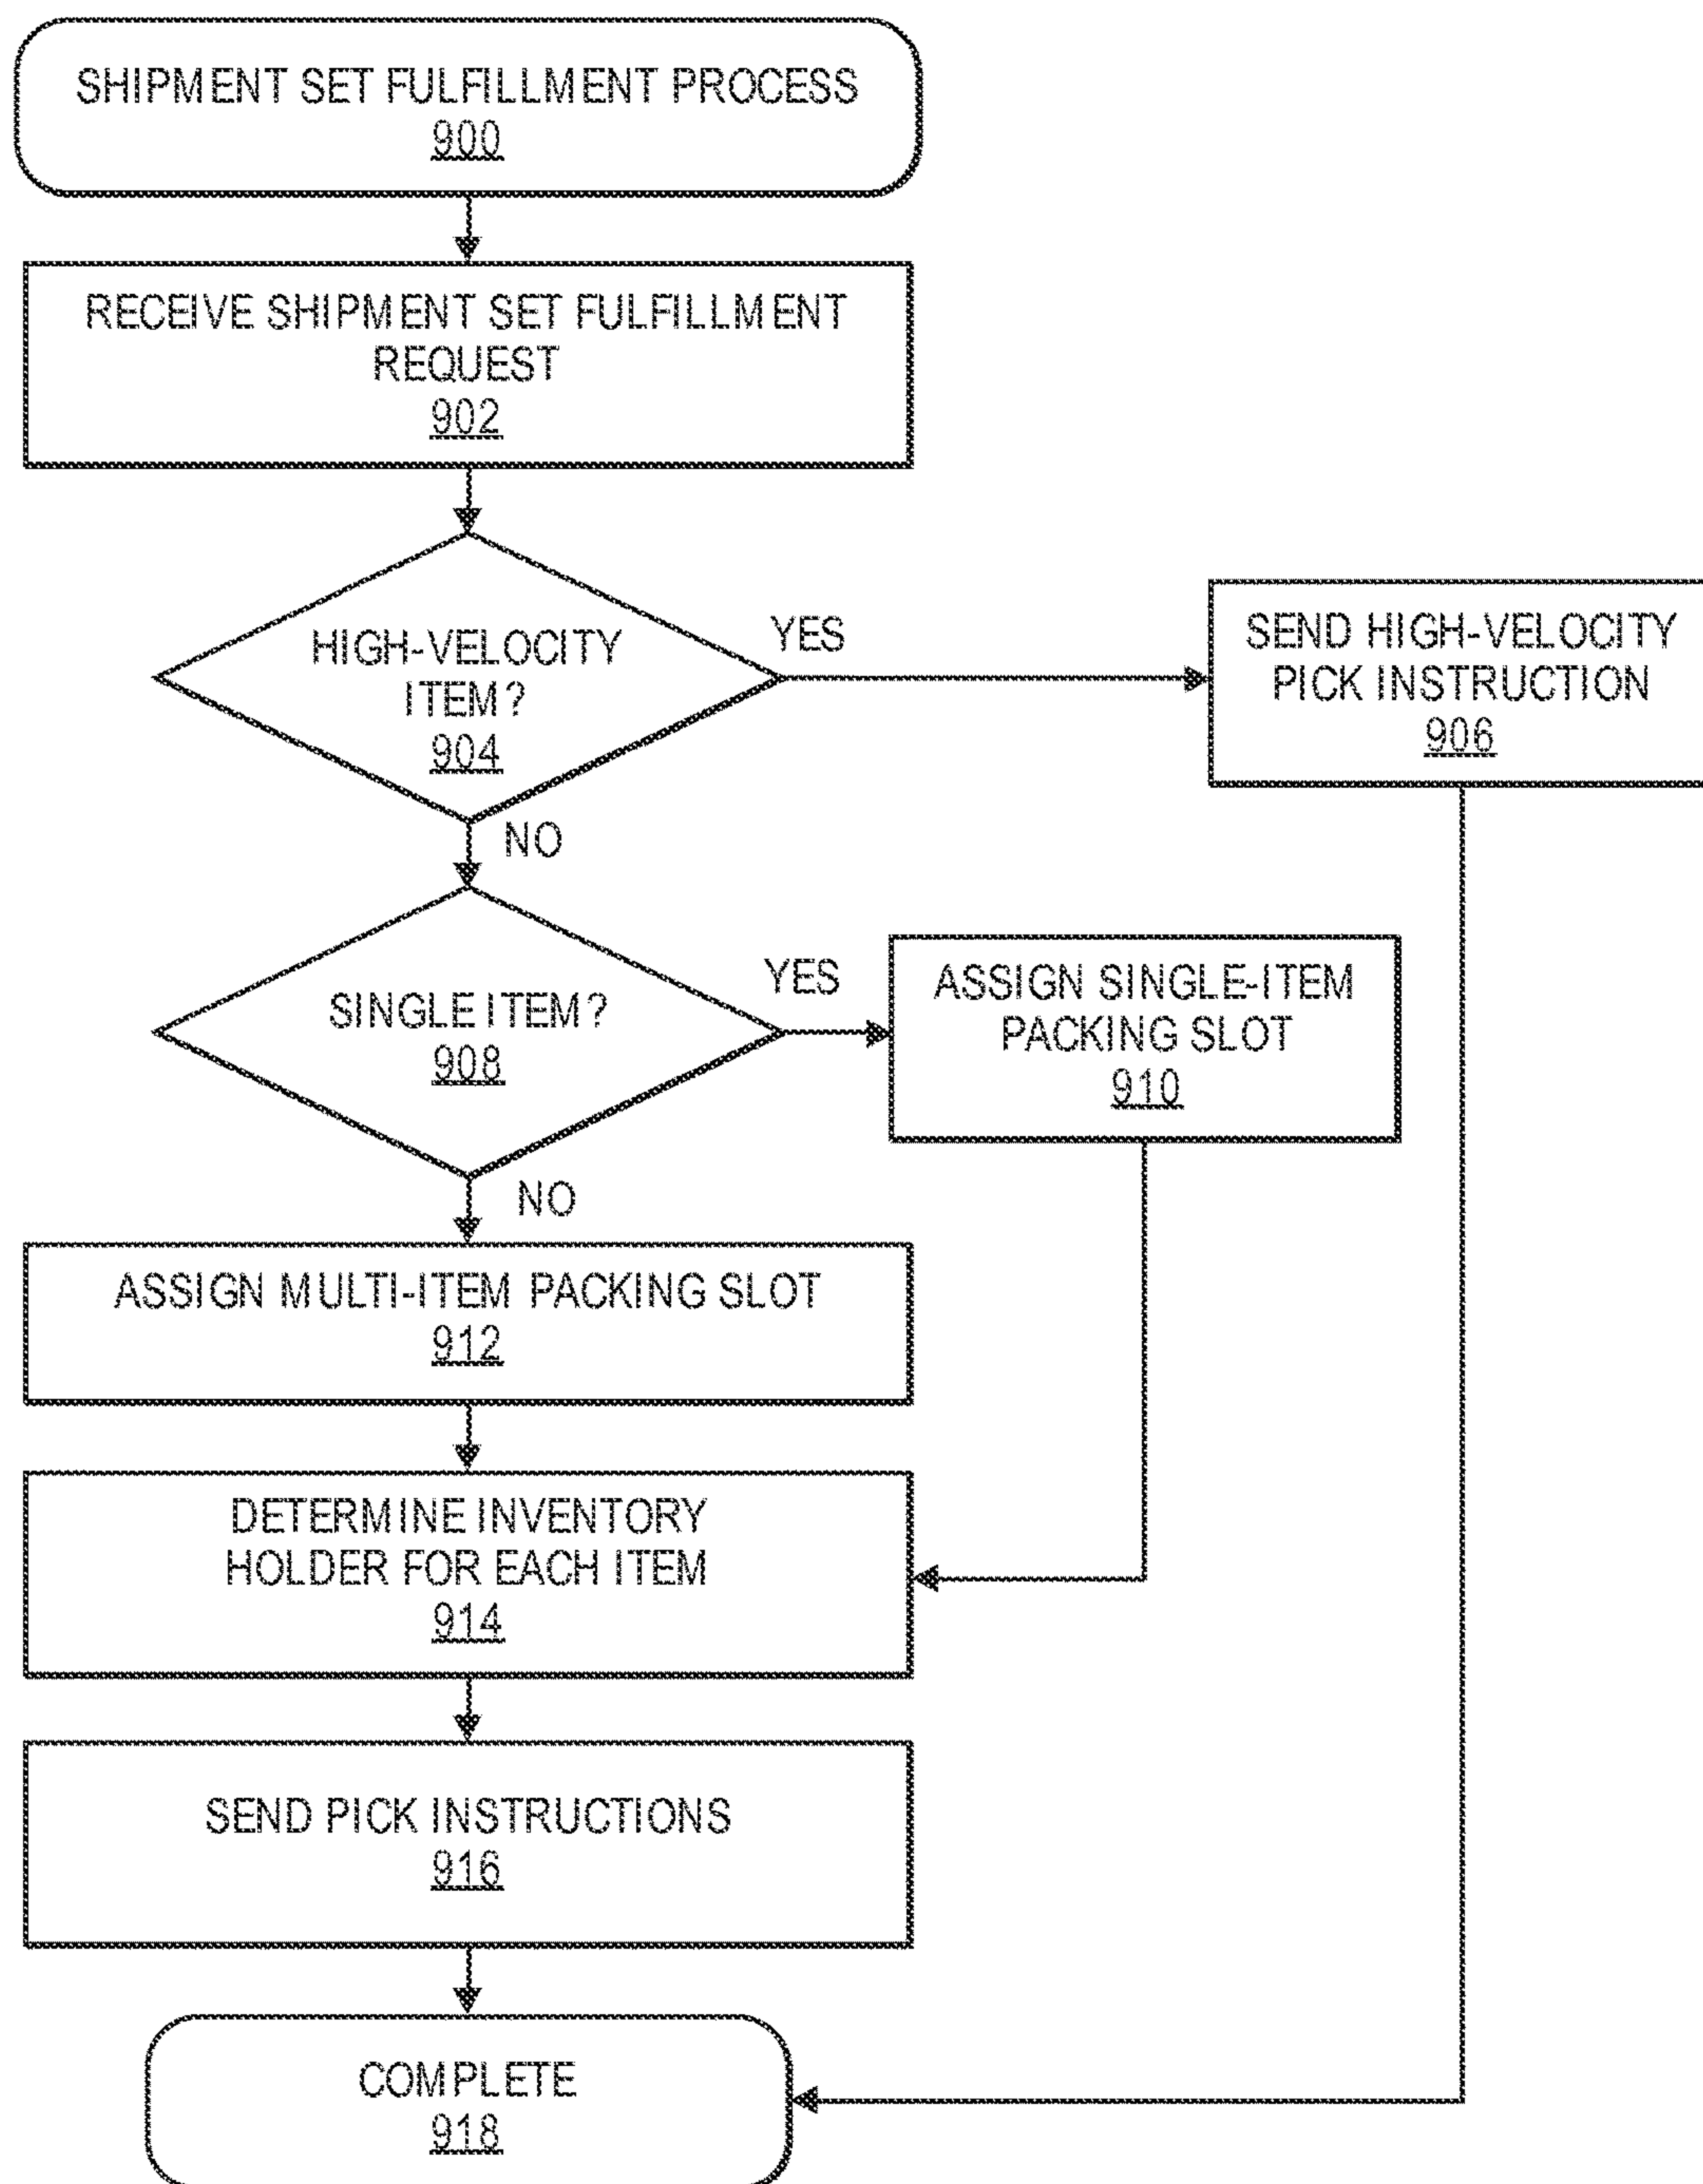 SHIPMENT SET FULFILLMENT PROCESS
900
RECEIVE SHIPMENT SET FULFILLMENT
REQUEST
902
HIGH-VELOCITY
ITEM?
904
YES
SEND HIGH-VELOCITY
PICK INSTRUCTION
906
NO
SINGLE ITEM?
908
YES
ASSIGN SINGLE-ITEM
PACKING SLOT
910
NO
ASSIGN MULTI-ITEM PACKING SLOT
912
DETERMINE INVENTORY
HOLDER FOR EACH ITEM
914
SEND PICK INSTRUCTIONS
916
COMPLETE
918